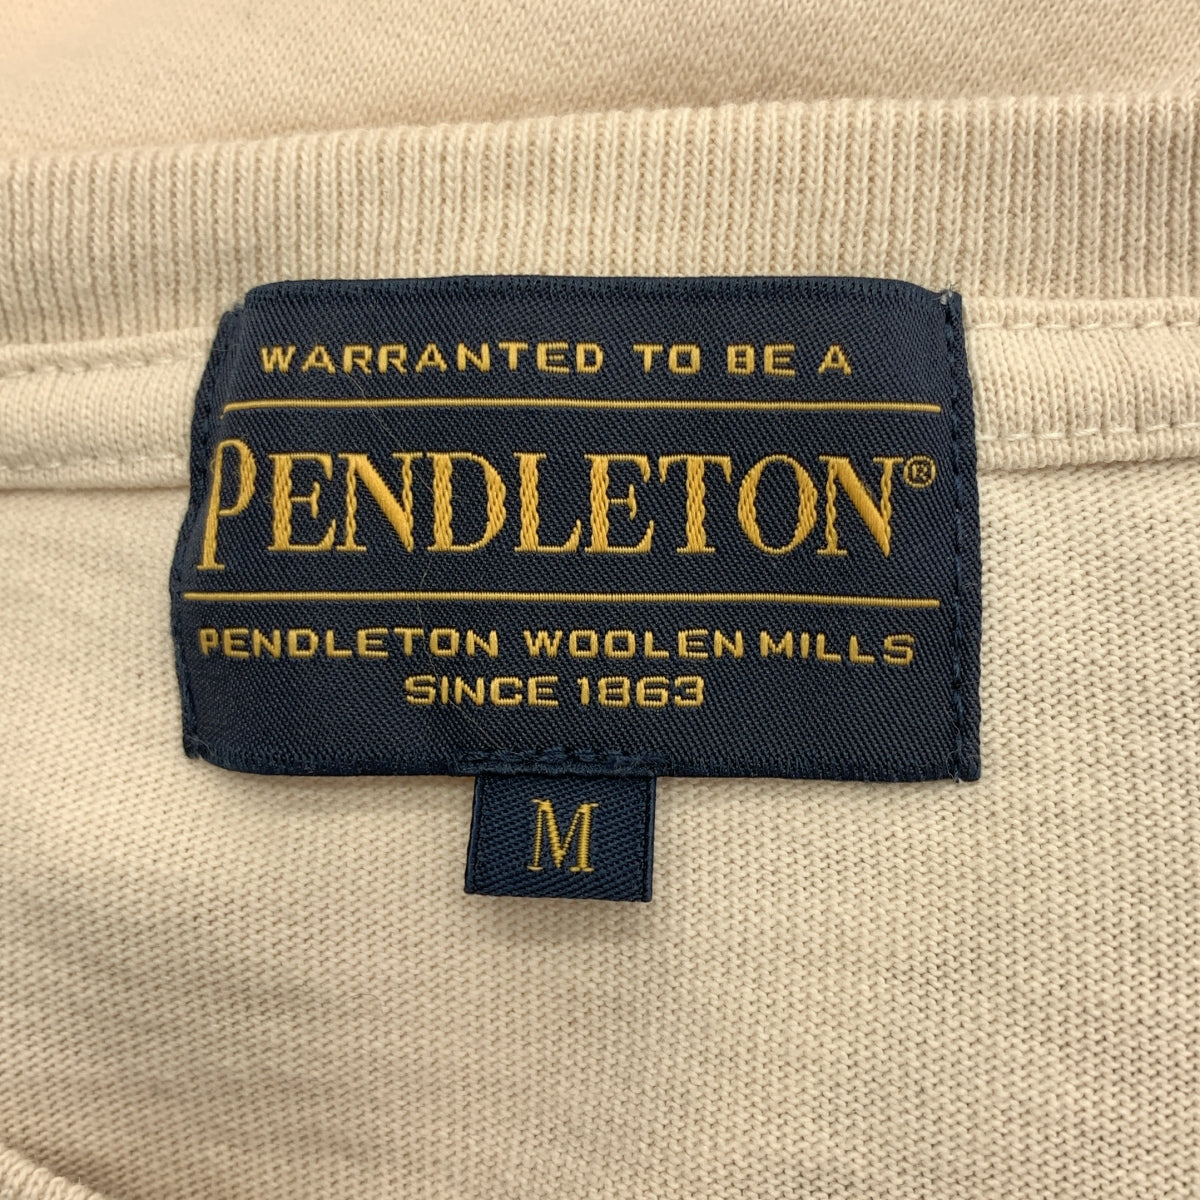 WARRANTED TO BE A
PENDLETON®
PENDLETON WOOLEN MILLS
SINCE 1863
M